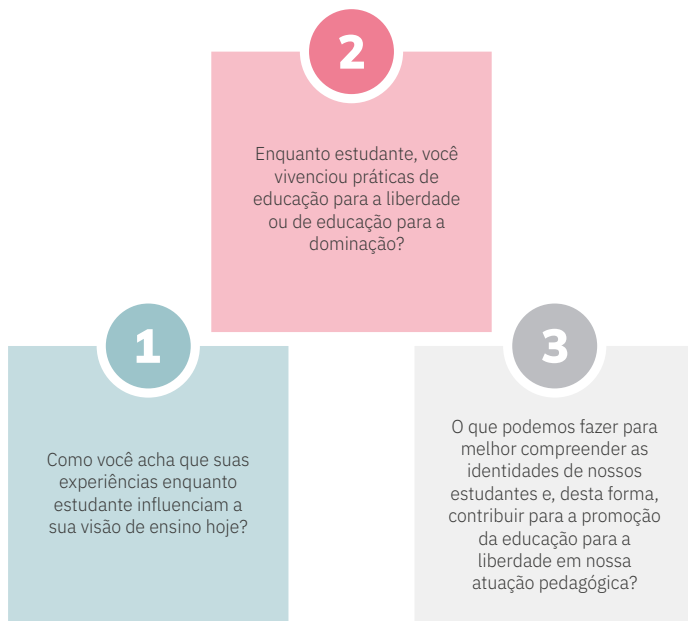 1
Como você acha que suas
experiências enquanto
estudante influenciam a
sua visão de ensino hoje?
2
Enquanto estudante, você
vivenciou práticas de
educação para a liberdade
ou de educação para a
dominação?
3
O que podemos fazer para
melhor compreender as
identidades de nossos
estudantes e, desta forma,
contribuir para a promoção
da educação para a
liberdade em nossa
atuação pedagógica?